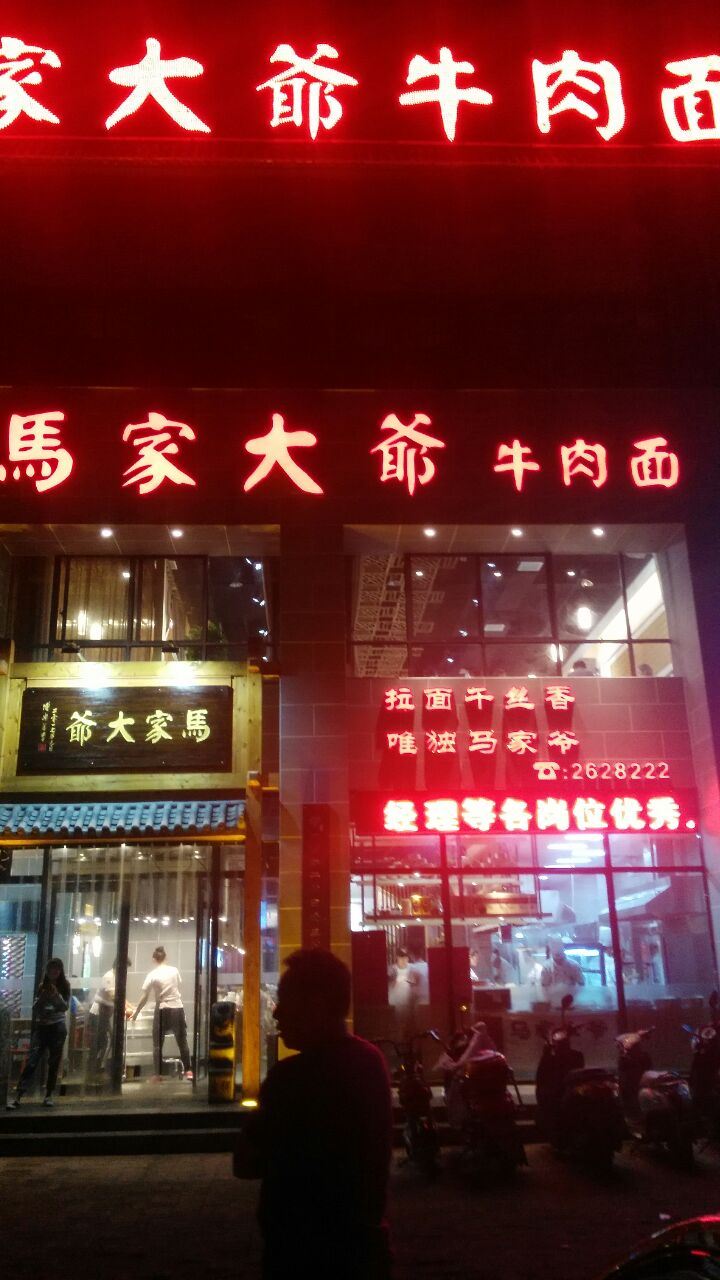 家大爺牛肉面
馬家大爺 牛肉面
拉面千丝香
唯独马家爷
☎:2628222
馬家大爺
经理等各岗位优秀.